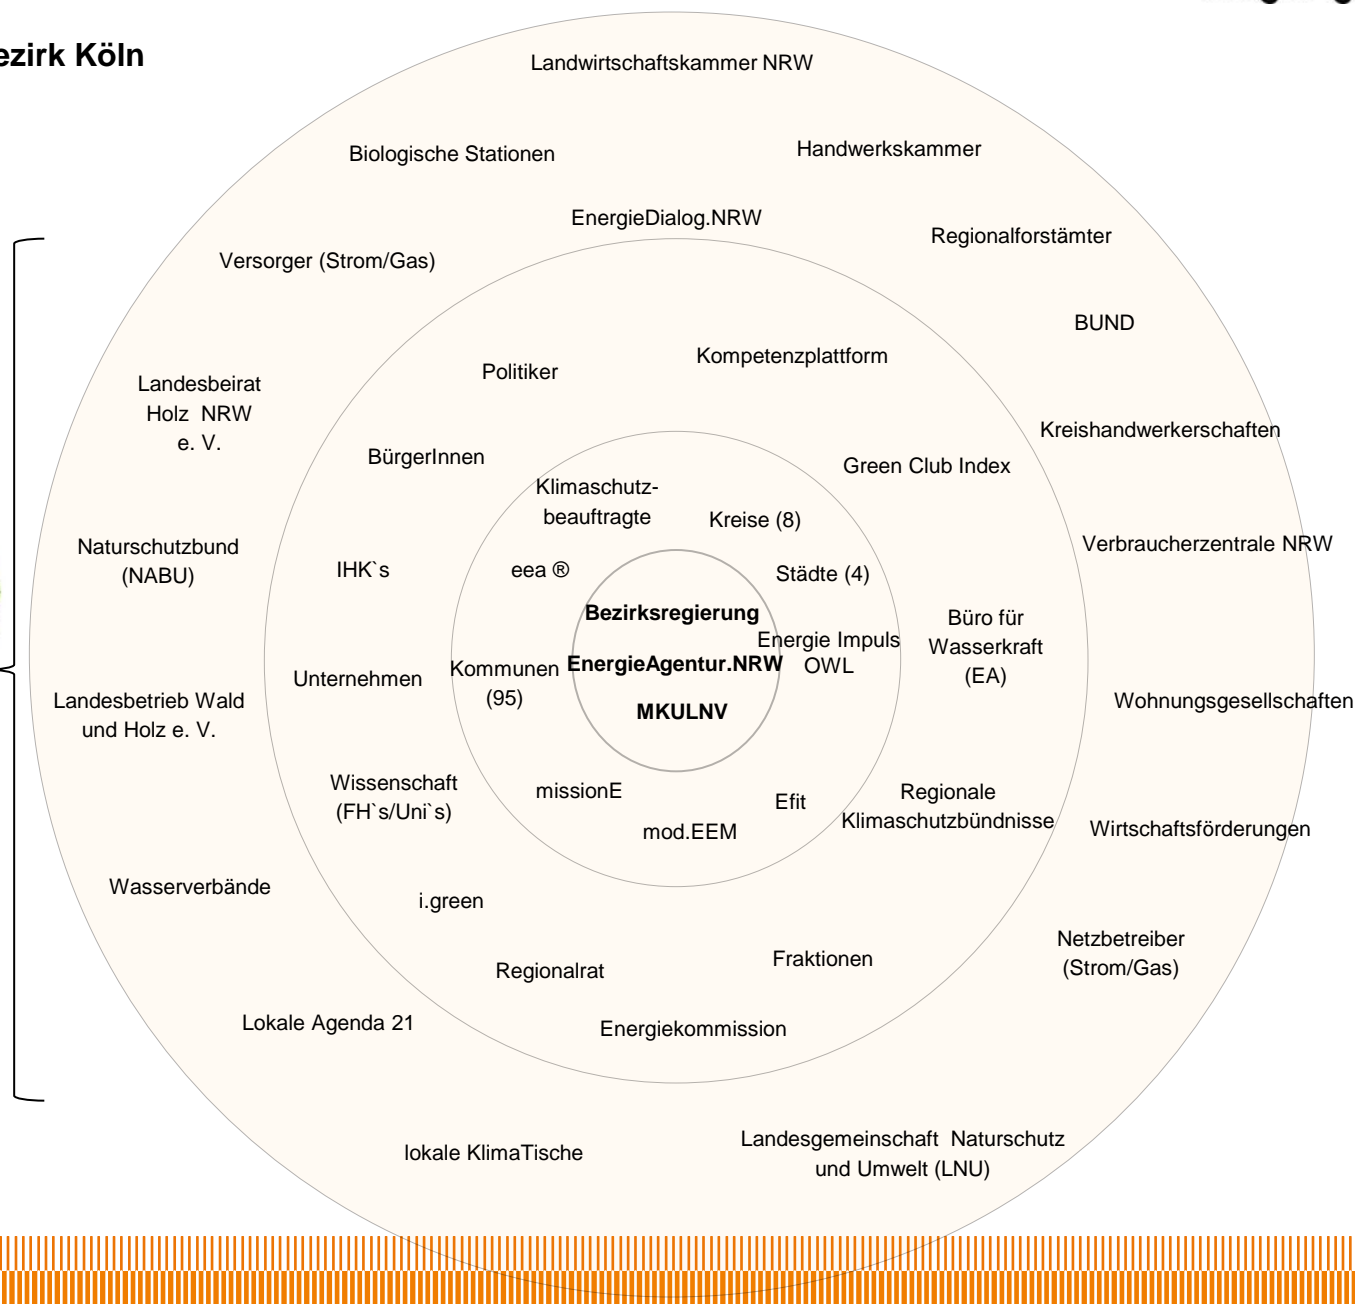 ezirk Köln
Landwirtschaftskammer NRW
Biologische Stationen
Handwerkskammer
EnergieDialog.NRW
Regionalforstämter
Versorger (Strom/Gas)
BUND
Kompetenzplattform
Politiker
Landesbeirat
Holz NRW
e. V.
Kreishandwerkerschaften
BürgerInnen
Green Club Index
Klimaschutz-
beauftragte
Kreise (8)
Naturschutzbund
(NABU)
IHK`s
eea ®
Städte (4)
Verbraucherzentrale NRW
Bezirksregierung
Büro für
Wasserkraft
(EA)
Energie Impuls
OWL
EnergieAgentur.NRW
Kommunen
(95)
Unternehmen
Landesbetrieb Wald
und Holz e. V.
Wohnungsgesellschaften
MKULNV
Wissenschaft
(FH`s/Uni`s)
missionE
Efit
Regionale
Klimaschutzbündnisse
mod.EEM
Wirtschaftsförderungen
Wasserverbände
i.green
Netzbetreiber
(Strom/Gas)
Regionalrat
Fraktionen
Lokale Agenda 21
Energiekommission
lokale KlimaTische
Landesgemeinschaft Naturschutz
und Umwelt (LNU)